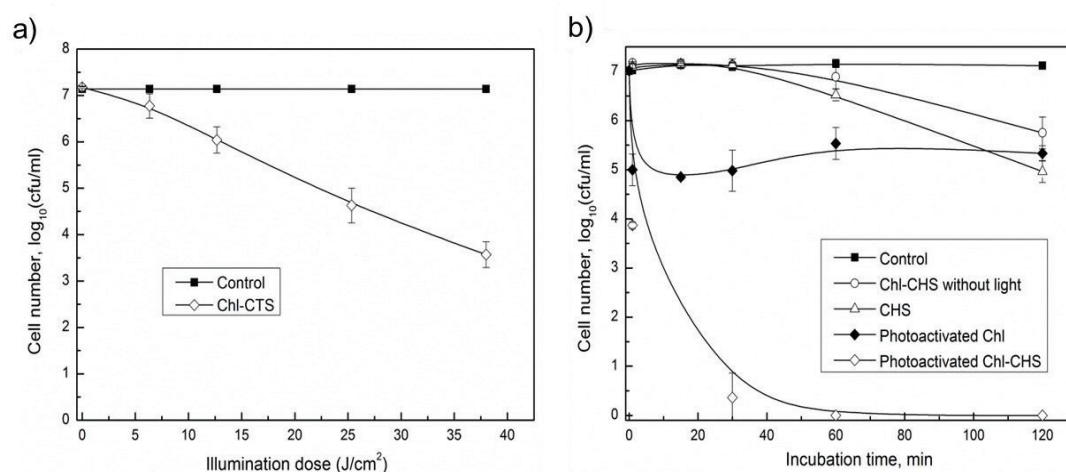 a)
8
7
6
5
4
3
2
1
0
Cell number, log10(cfu/ml)
Control
Chl-CTS
0 5 10 15 20 25 30 35 40
Illumination dose (J/cm²)
b)
7
6
5
4
3
2
1
0
Cell number, log10(cfu/ml)
Control
Chl-CHS without light
CHS
Photoactivated Chl
Photoactivated Chl-CHS
0 20 40 60 80 100 120
Incubation time, min